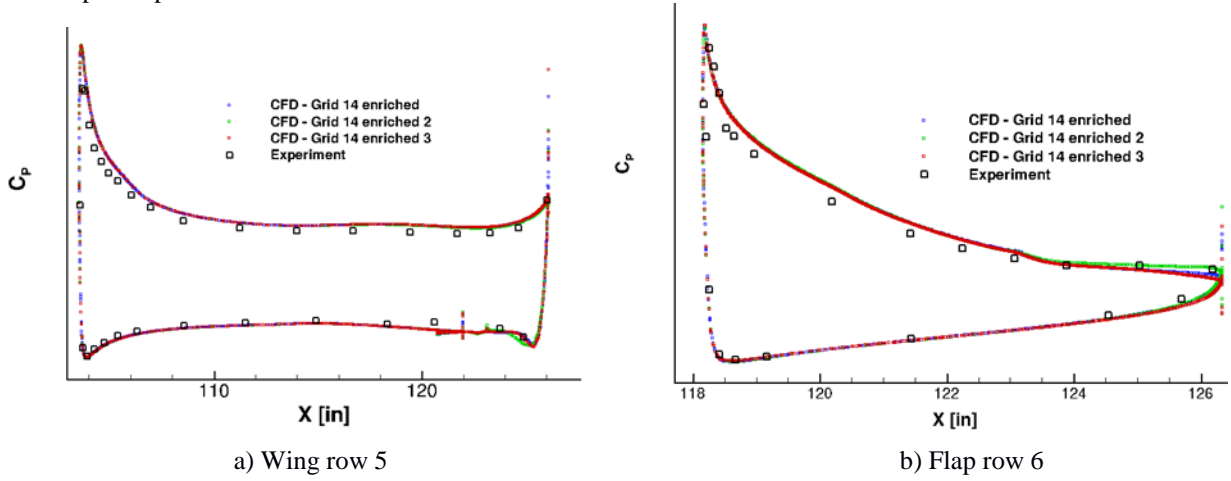 CFD - Grid 14 enriched
CFD - Grid 14 enriched 2
CFD - Grid 14 enriched 3
Experiment
Cp
110
120
X [in]
a) Wing row 5
CFD - Grid 14 enriched
CFD - Grid 14 enriched 2
CFD - Grid 14 enriched 3
Experiment
Cp
118
120
122
124
126
X [in]
b) Flap row 6